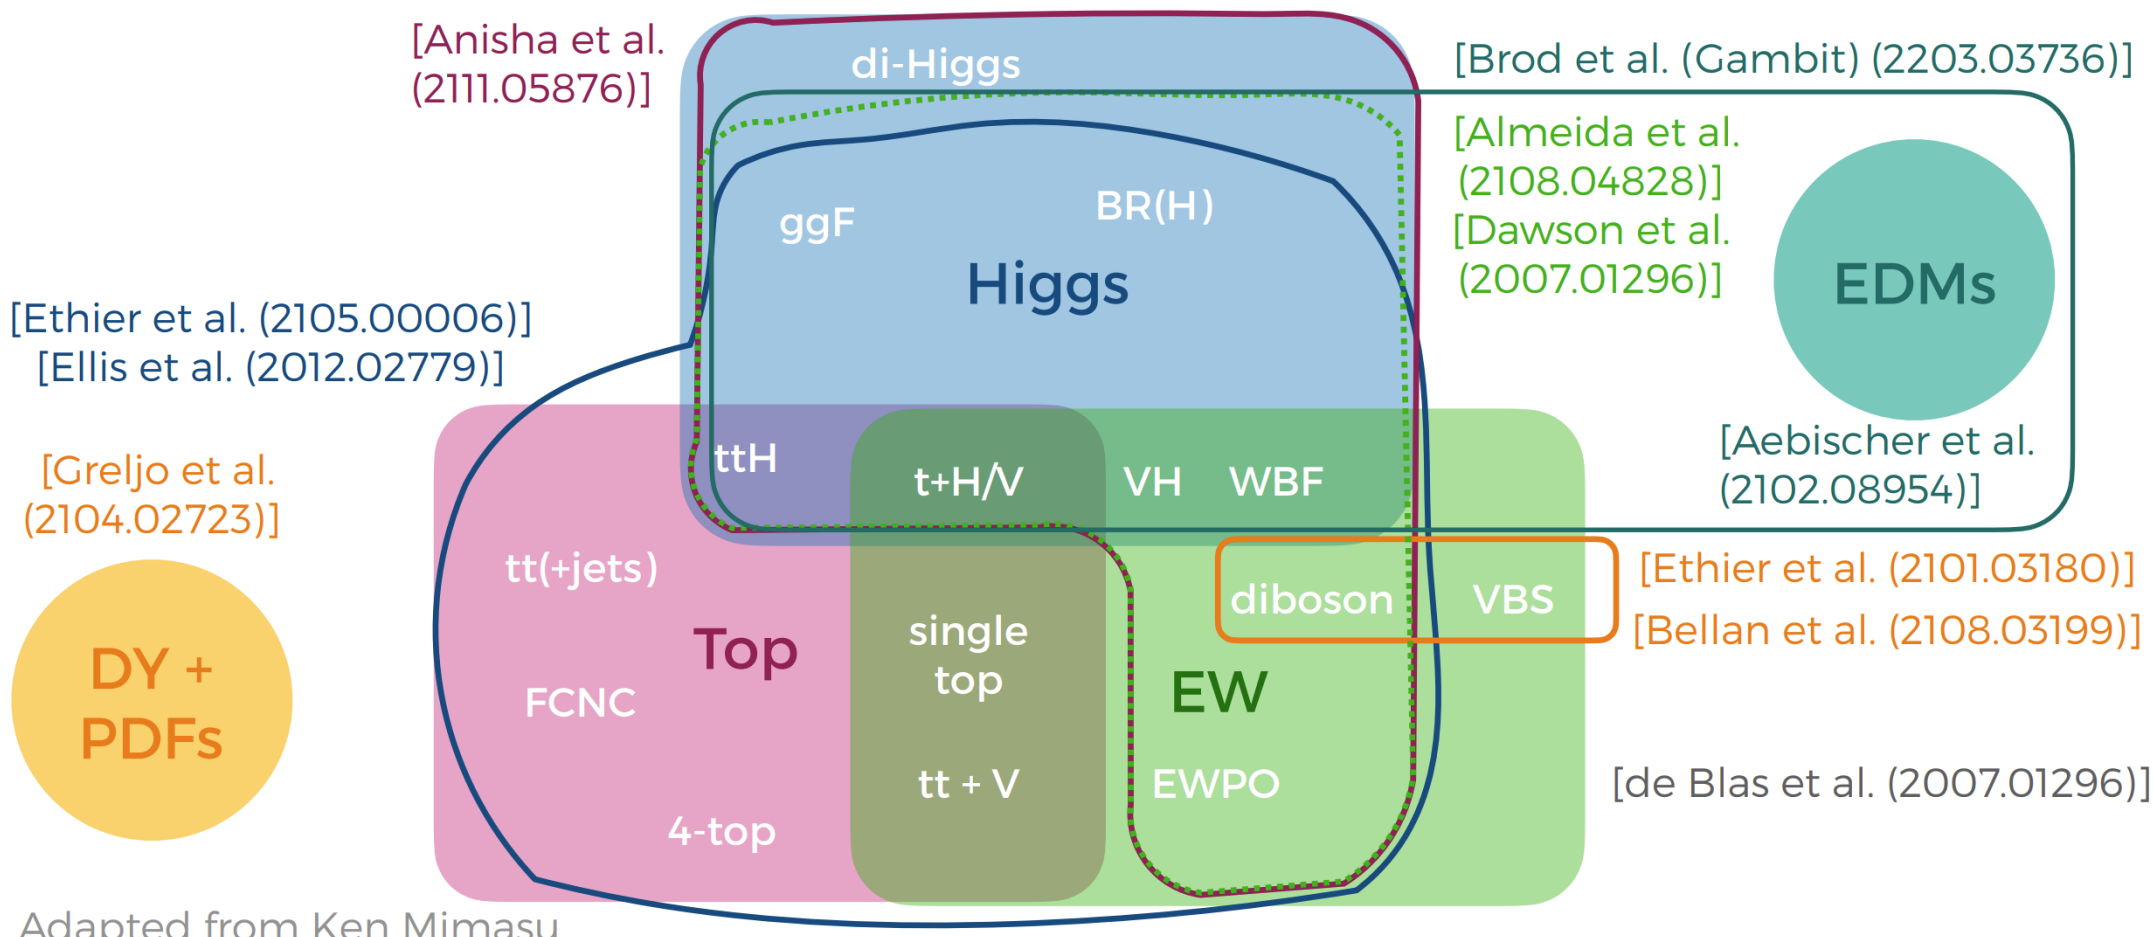 [Anisha et al.
(2111.05876)]
di-Higgs
[Brod et al. (Gambit) (2203.03736)]
[Almeida et al.
(2108.04828)]
[Dawson et al.
(2007.01296)]
ggF
BR(H)
Higgs
EDMs
[Ethier et al. (2105.00006)]
[Ellis et al. (2012.02779)]
[Aebischer et al.
(2102.08954)]
[Greljo et al.
(2104.02723)]
ttH
t+H/V
VH
WBF
tt(+jets)
[Ethier et al. (2101.03180)]
diboson
VBS
[Bellan et al. (2108.03199)]
Top
single
top
DY +
PDFs
FCNC
EW
tt + V
EWPO
[de Blas et al. (2007.01296)]
4-top
Adapted from Ken Mimasu